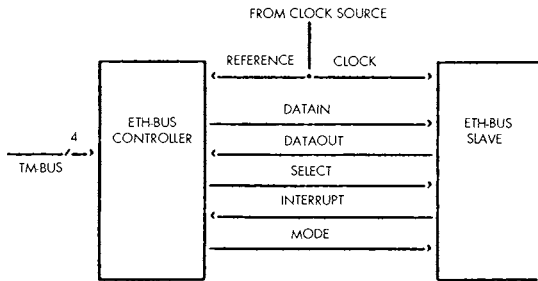 FROM CLOCK SOURCE
REFERENCE CLOCK
DATAIN
ETH-BUS CONTROLLER
ETH-BUS SLAVE
4
DATAOUT
TM-BUS
SELECT
INTERRUPT
MODE